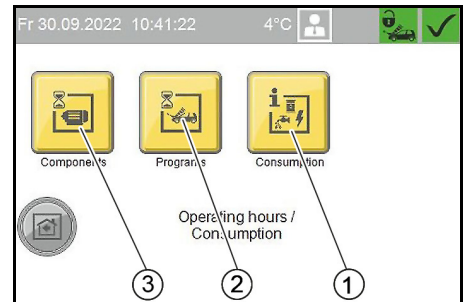 Fr 30.09.2022 10:41:22 4°C
Components Programs Consumption
Operating hours /
Consumption
3 2 1